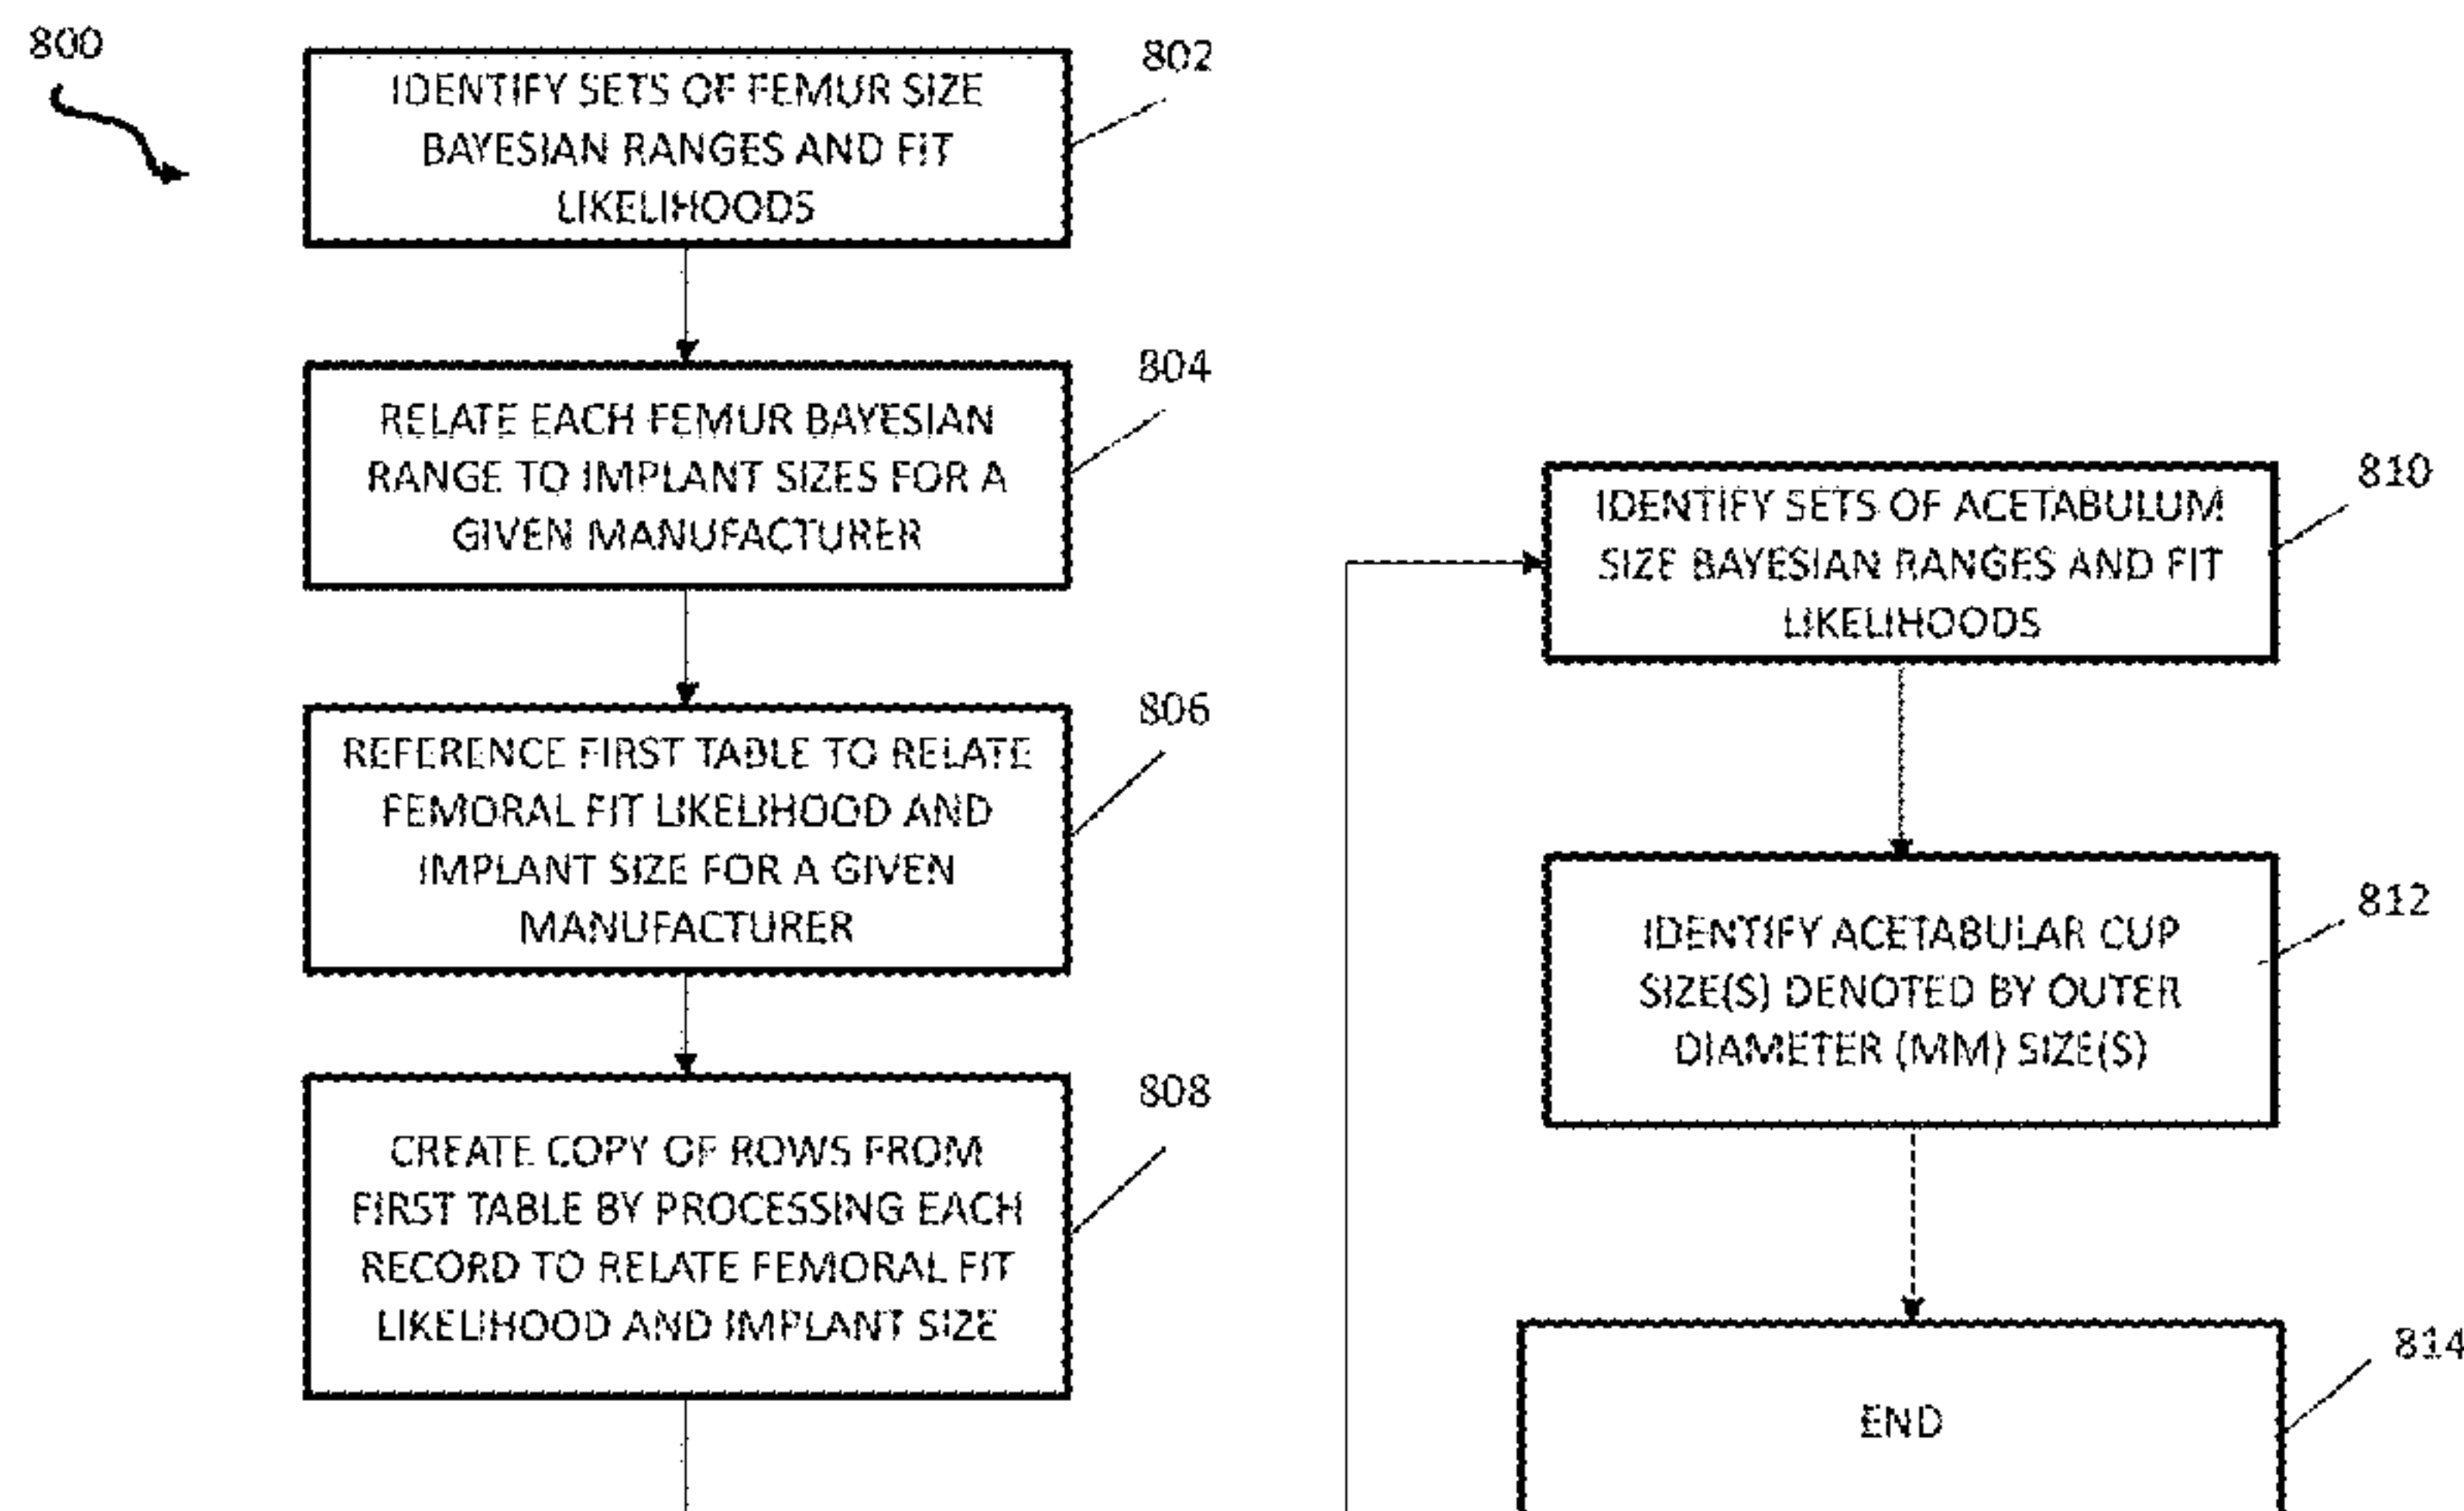 800
802
IDENTIFY SETS OF FEMUR SIZE
BAYESIAN RANGES AND FIT
LIKELIHOODS
804
RELATE EACH FEMUR BAYESIAN
RANGE TO IMPLANT SIZES FOR A
GIVEN MANUFACTURER
806
REFERENCE FIRST TABLE TO RELATE
FEMORAL FIT LIKELIHOOD AND
IMPLANT SIZE FOR A GIVEN
MANUFACTURER
808
CREATE COPY OF ROWS FROM
FIRST TABLE BY PROCESSING EACH
RECORD TO RELATE FEMORAL FIT
LIKELIHOOD AND IMPLANT SIZE
810
IDENTIFY SETS OF ACETABULUM
SIZE BAYESIAN RANGES AND FIT
LIKELIHOODS
812
IDENTIFY ACETABULAR CUP
SIZE(S) DENOTED BY OUTER
DIAMETER (MM) SIZE(S)
814
END